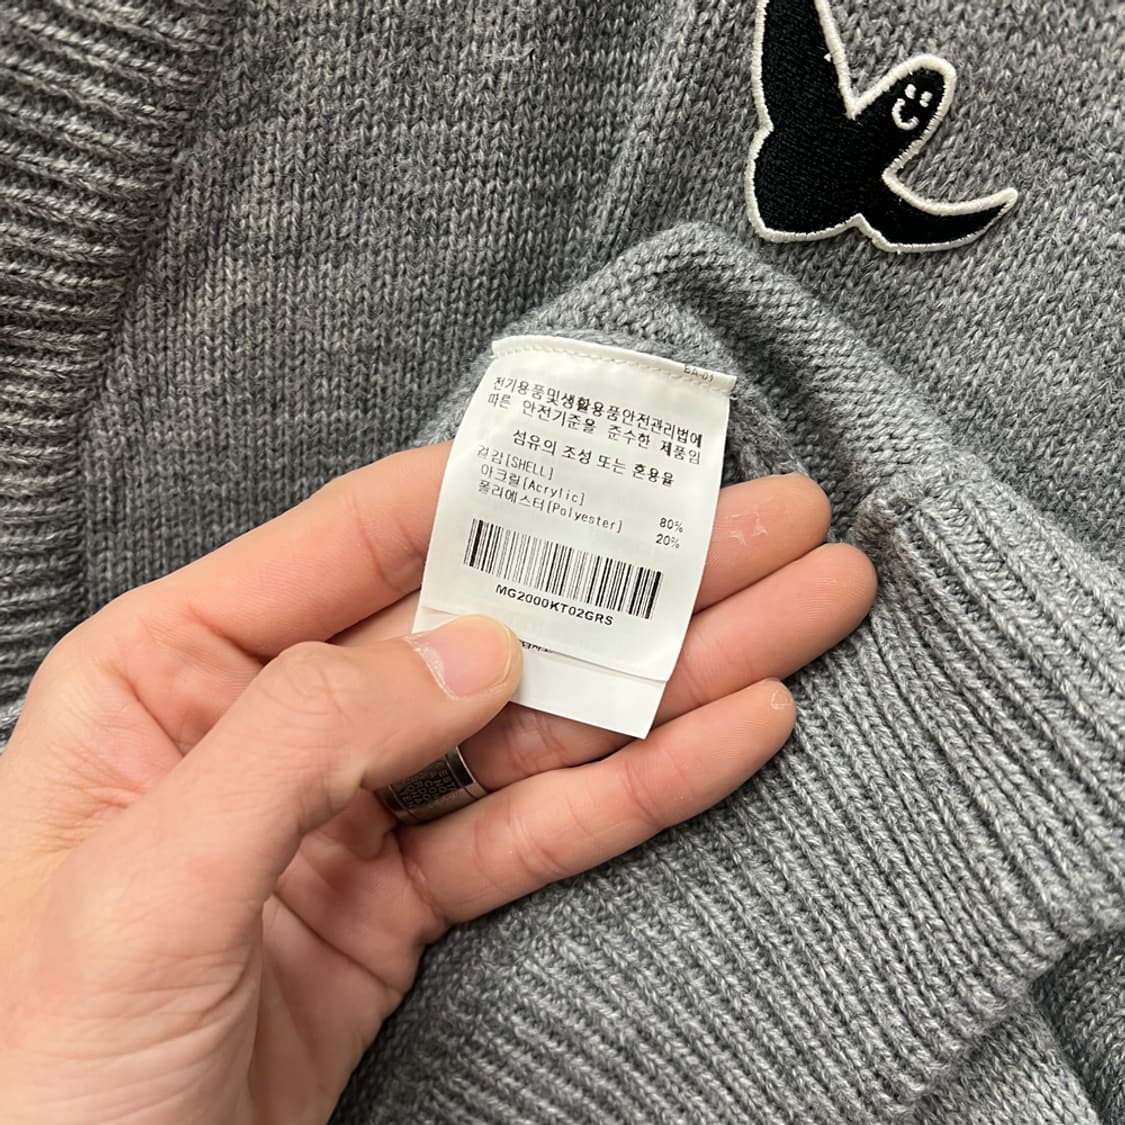 BA-01
전기용품및생활용품안전관리법에
따른 안전기준을 준수한 제품임
섬유의 조성 또는 혼용율
겉감[SHELL]
아크릴[Acrylic] 80%
폴리에스터[Polyester] 20%
MG2000KT02GRS